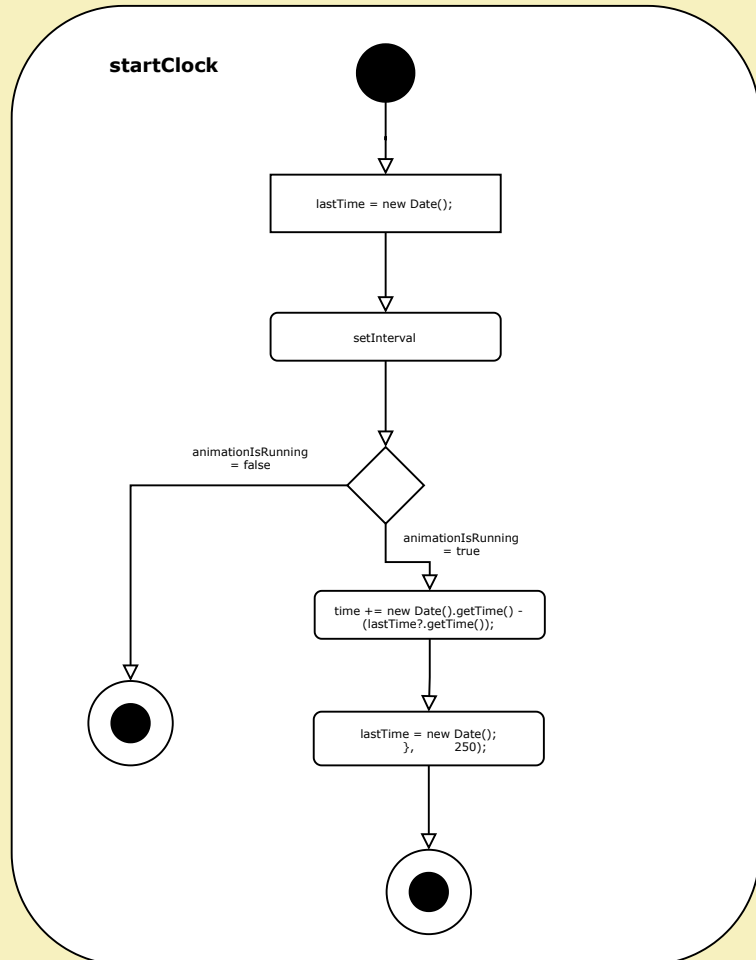 startClock
lastTime = new Date();
setInterval
animationIsRunning
= false
animationIsRunning
= true
time += new Date().getTime() -
(lastTime?.getTime());
lastTime = new Date();
}, 250);